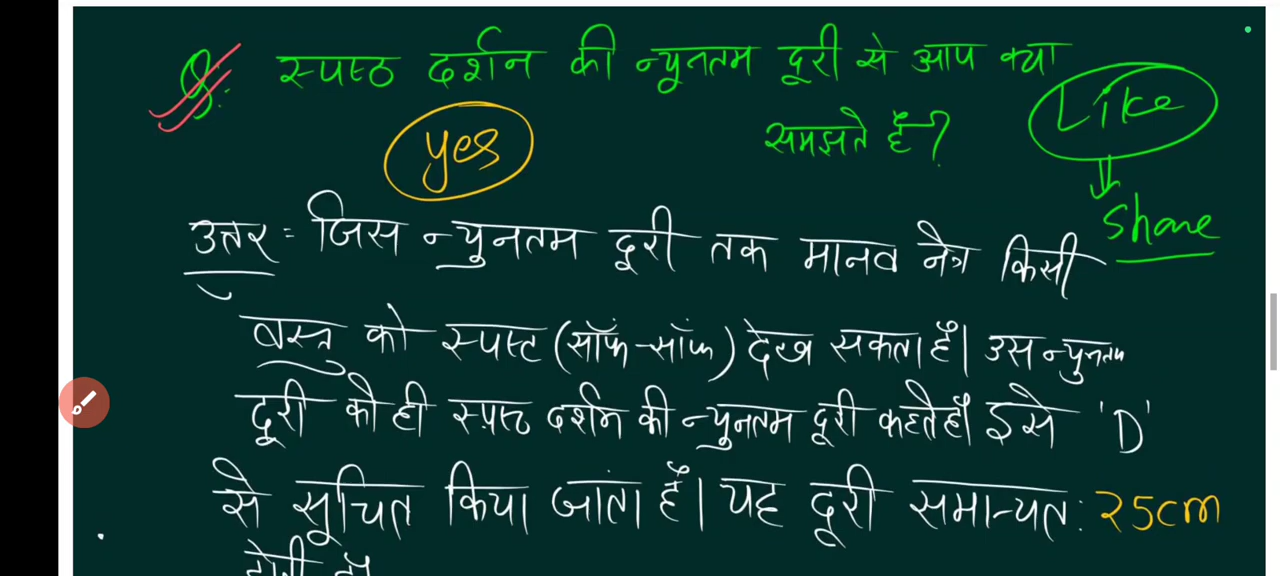 Q:- स्पष्ठ दर्शन की न्यूनतम दूरी से आप क्या
समझते हैं?
Like
yes
Share
उत्तर = जिस न्युनतम दूरी तक मानव नेत्र किसी
वस्तु को स्पष्ट (सॉफ-सॉफ) देख सकता हैं। उस न्युनतम
दूरी को ही स्पष्ट दर्शन की न्युनतम दूरी कहते हैं। इसे 'D'
से सूचित किया जाता हैं। यह दूरी समान्यत: 25cm